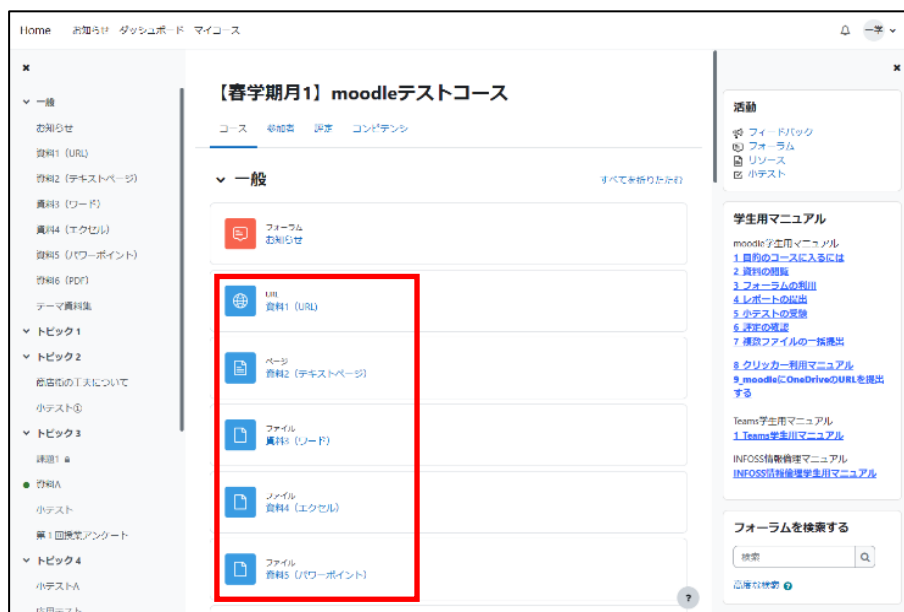 Home お知らせ ダッシュボード マイコース
一学
一般
お知らせ
資料1（URL)
資料2（テキストページ）
資料3（ワード）
資料4（エクセル）
資料5（パワーポイント）
資料6（PDF）
テーマ資料集
トピック 1
トピック 2
商店街の工夫について
小テスト①
トピック 3
課題1
資料A
小テスト
第１回授業アンケート
トピック 4
小テストA
応用テスト
【春学期月1】moodleテストコース
コース 参加者 評定 コンピテンシ
一般
すべてを折りたたむ
フォーラム
お知らせ
URL
資料1（URL)
ページ
資料2（テキストページ）
ファイル
資料3（ワード）
ファイル
資料4（エクセル）
ファイル
資料5（パワーポイント）
?
活動
フィードバック
フォーラム
リソース
小テスト
学生用マニュアル
moodle学生用マニュアル
1 目的のコースに入るには
2 資料の閲覧
3 フォーラムの利用
4 レポートの提出
5 小テストの受験
6 評定の確認
7 複数ファイルの一括提出
8 クリッカー利用マニュアル
9_moodleにOneDriveのURLを提出
する
Teams学生用マニュアル
1 Teams学生用マニュアル
INFOSS情報倫理マニュアル
INFOSS情報倫理学生用マニュアル
フォーラムを検索する
検索
高度な検索